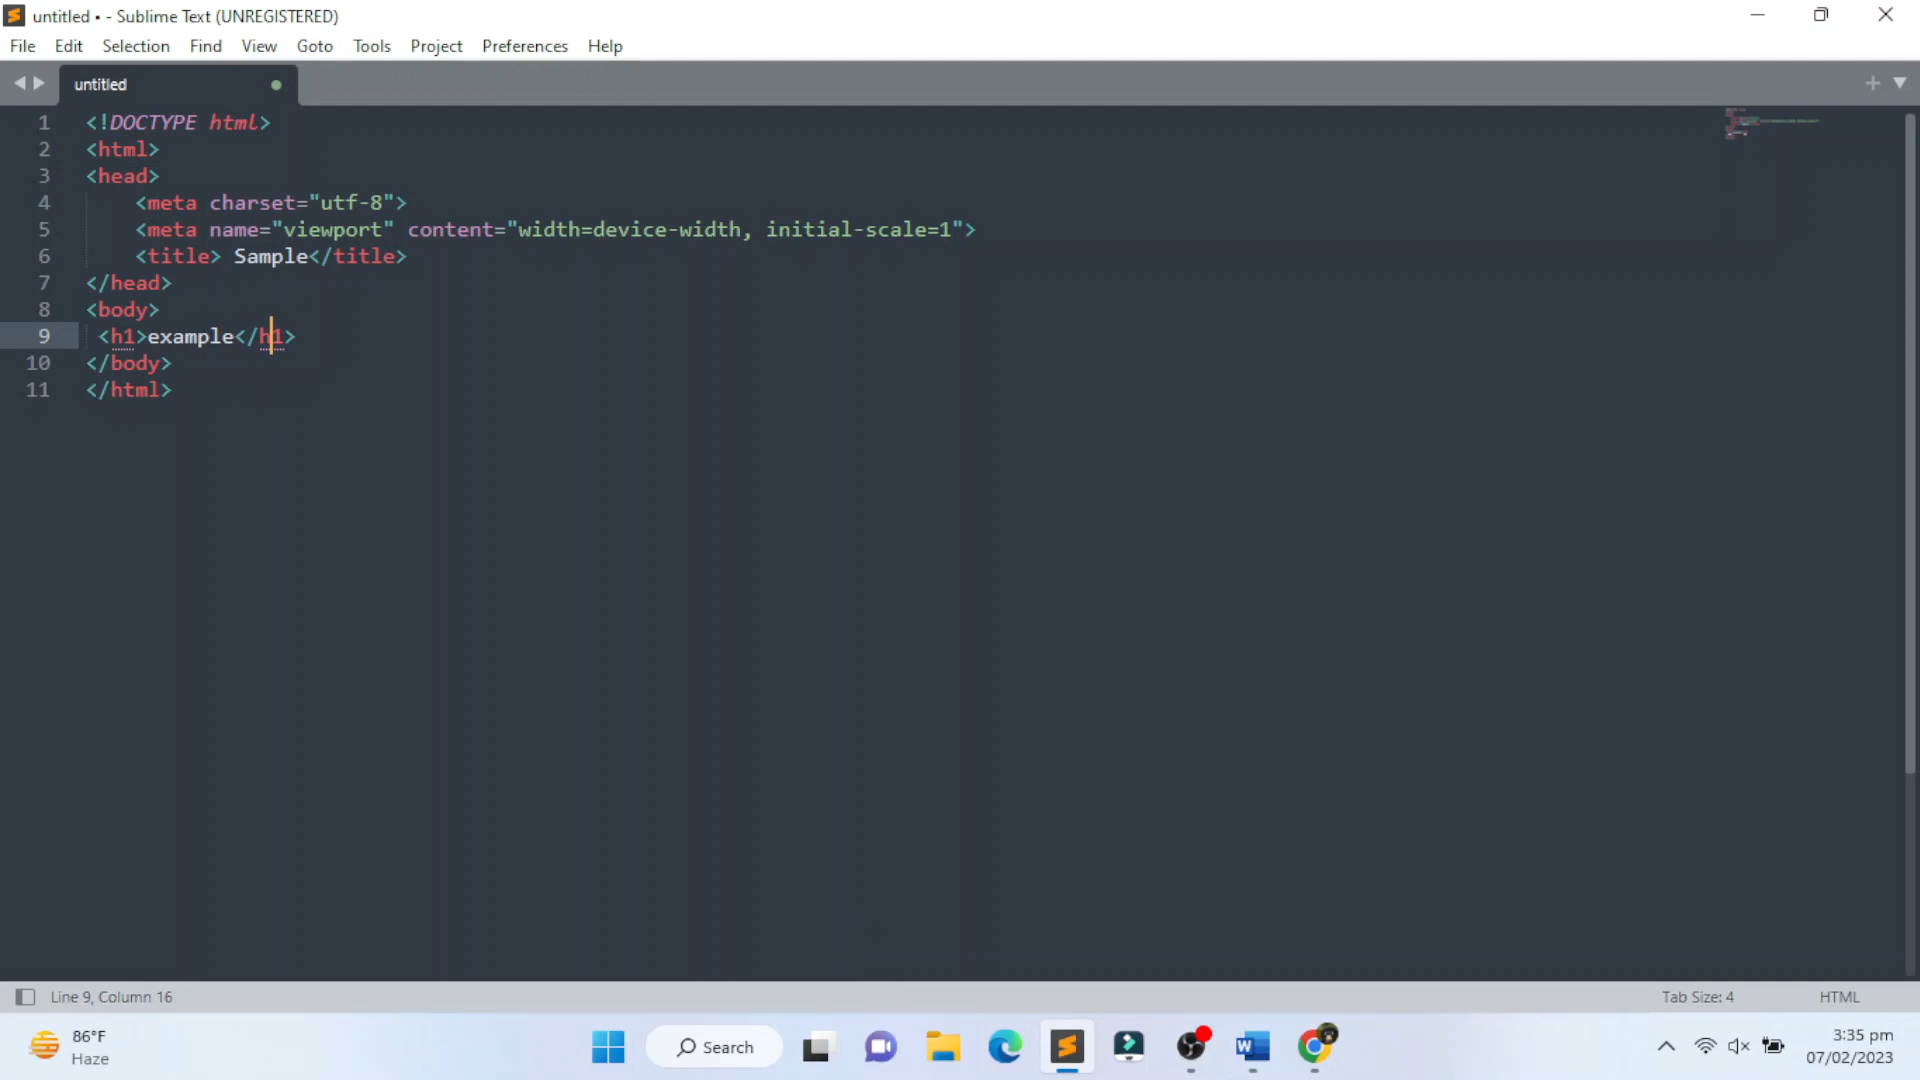 untitled • - Sublime Text (UNREGISTERED)
File Edit Selection Find View Goto Tools Project Preferences Help
untitled
1 <!DOCTYPE html>
2 <html>
3 <head>
4 <meta charset="utf-8">
5 <meta name="viewport" content="width=device-width, initial-scale=1">
6 <title> Sample</title>
7 </head>
8 <body>
9 <h1>example</h1>
10 </body>
11 </html>
Line 9, Column 16 Tab Size: 4 HTML
86°F
Haze
Search
3:35 pm
07/02/2023